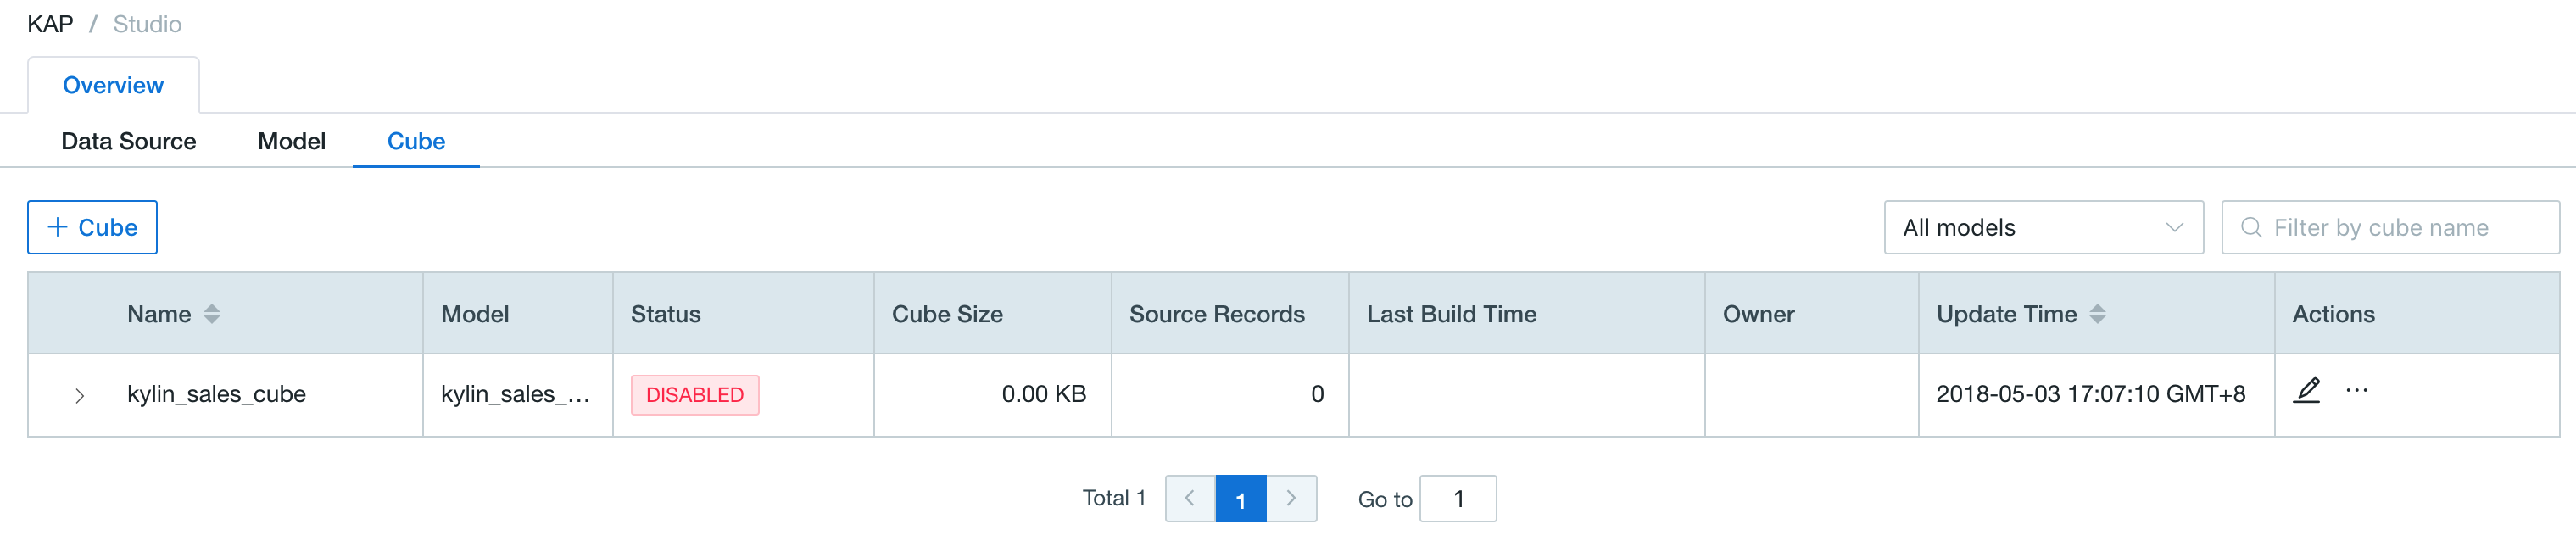 KAP / Studio
Overview
Data Source Model Cube
+ Cube All models Filter by cube name
Name Model Status Cube Size Source Records Last Build Time Owner Update Time Actions
kylin_sales_cube kylin_sales_... DISABLED 0.00 KB 0 2018-05-03 17:07:10 GMT+8 ...
Total 1 < 1 > Go to 1